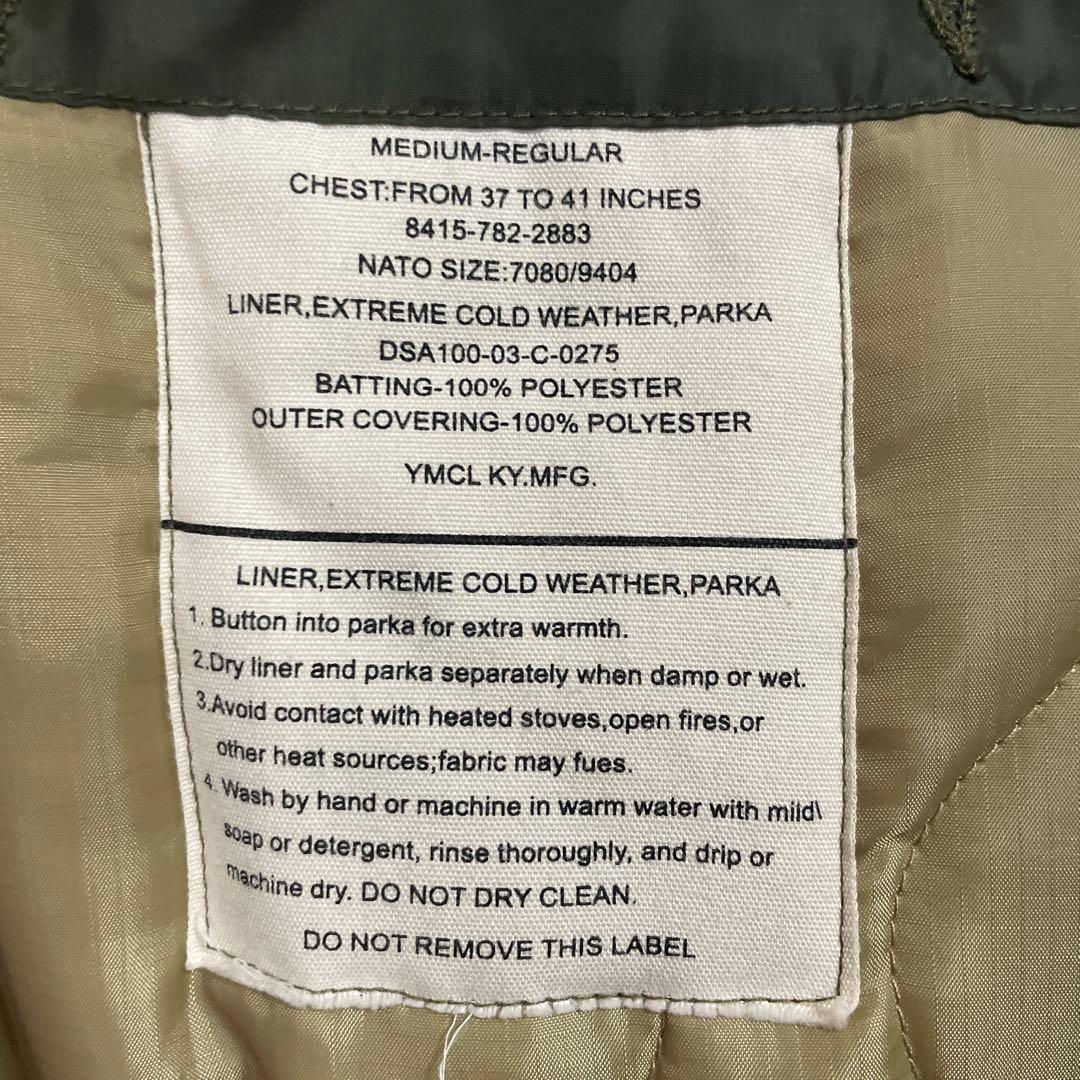 MEDIUM-REGULAR
CHEST:FROM 37 TO 41 INCHES
8415-782-2883
NATO SIZE:7080/9404
LINER,EXTREME COLD WEATHER,PARKA
DSA100-03-C-0275
BATTING-100% POLYESTER
OUTER COVERING-100% POLYESTER
YMCL KY.MFG.
LINER,EXTREME COLD WEATHER,PARKA
1. Button into parka for extra warmth.
2.Dry liner and parka separately when damp or wet.
3.Avoid contact with heated stoves,open fires,or
other heat sources;fabric may fues.
4. Wash by hand or machine in warm water with mild\
soap or detergent, rinse thoroughly, and drip or
machine dry. DO NOT DRY CLEAN.
DO NOT REMOVE THIS LABEL